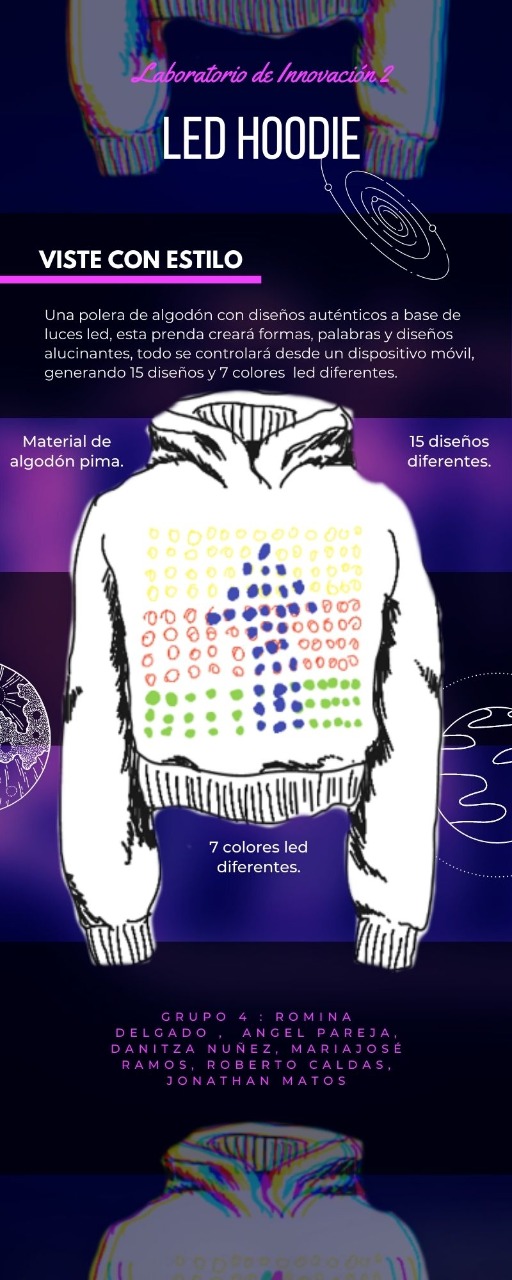 Laboratorio de Innovación 2
LED HOODIE
VISTE CON ESTILO
Una polera de algodón con diseños auténticos a base de
luces led, esta prenda creará formas, palabras y diseños
alucinantes, todo se controlará desde un dispositivo móvil,
generando 15 diseños y 7 colores led diferentes.
Material de
algodón pima.
15 diseños
diferentes.
7 colores led
diferentes.
GRUPO 4 : ROMINA
DELGADO , ANGEL PAREJA,
DANITZA NUÑEZ, MARIAJOSÉ
RAMOS, ROBERTO CALDAS,
JONATHAN MATOS